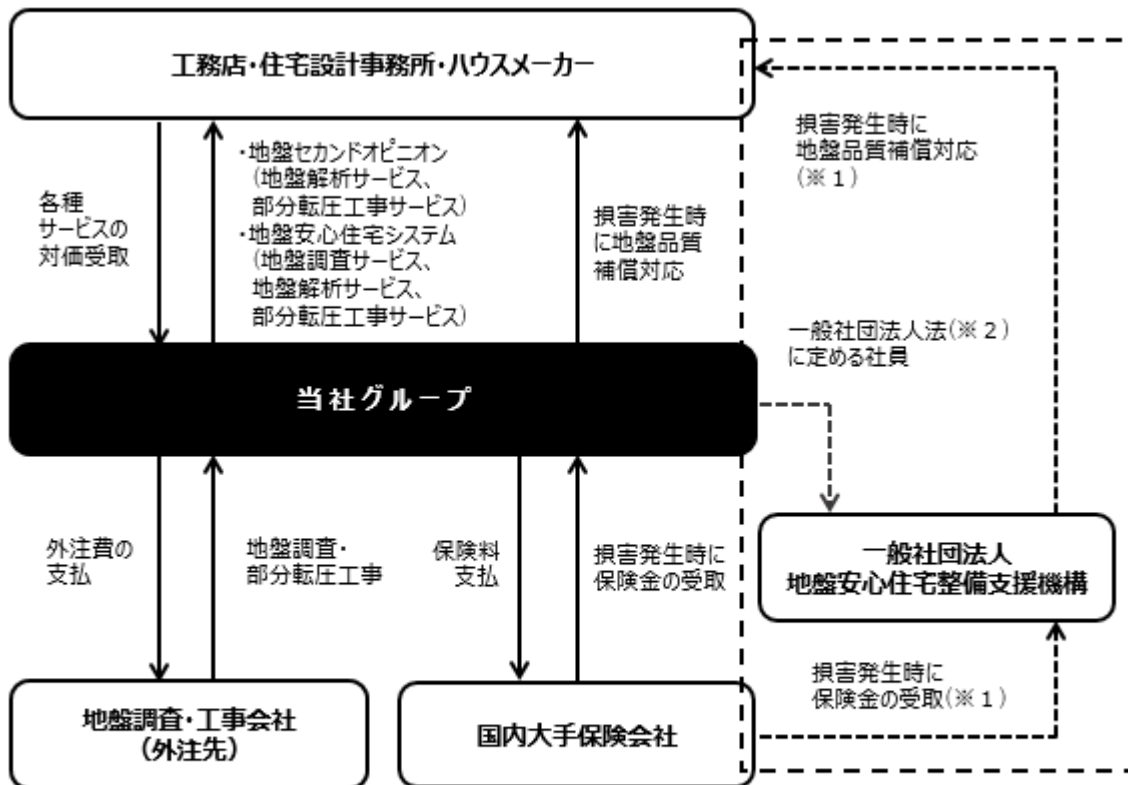 工務店・住宅設計事務所・ハウスメーカー
各種
サービスの
対価受取
・地盤セカンドオピニオン
(地盤解析サービス、
部分転圧工事サービス)
・地盤安心住宅システム
(地盤調査サービス、
地盤解析サービス、
部分転圧工事サービス)
損害発生時
に地盤品質
補償対応
損害発生時に
地盤品質補償対応
(※1)
一般社団法人法(※2)
に定める社員
当社グループ
外注費の
支払
地盤調査・
部分転圧工事
保険料
支払
損害発生時に
保険金の受取
一般社団法人
地盤安心住宅整備支援機構
損害発生時に
保険金の受取(※1)
地盤調査・工事会社
(外注先)
国内大手保険会社